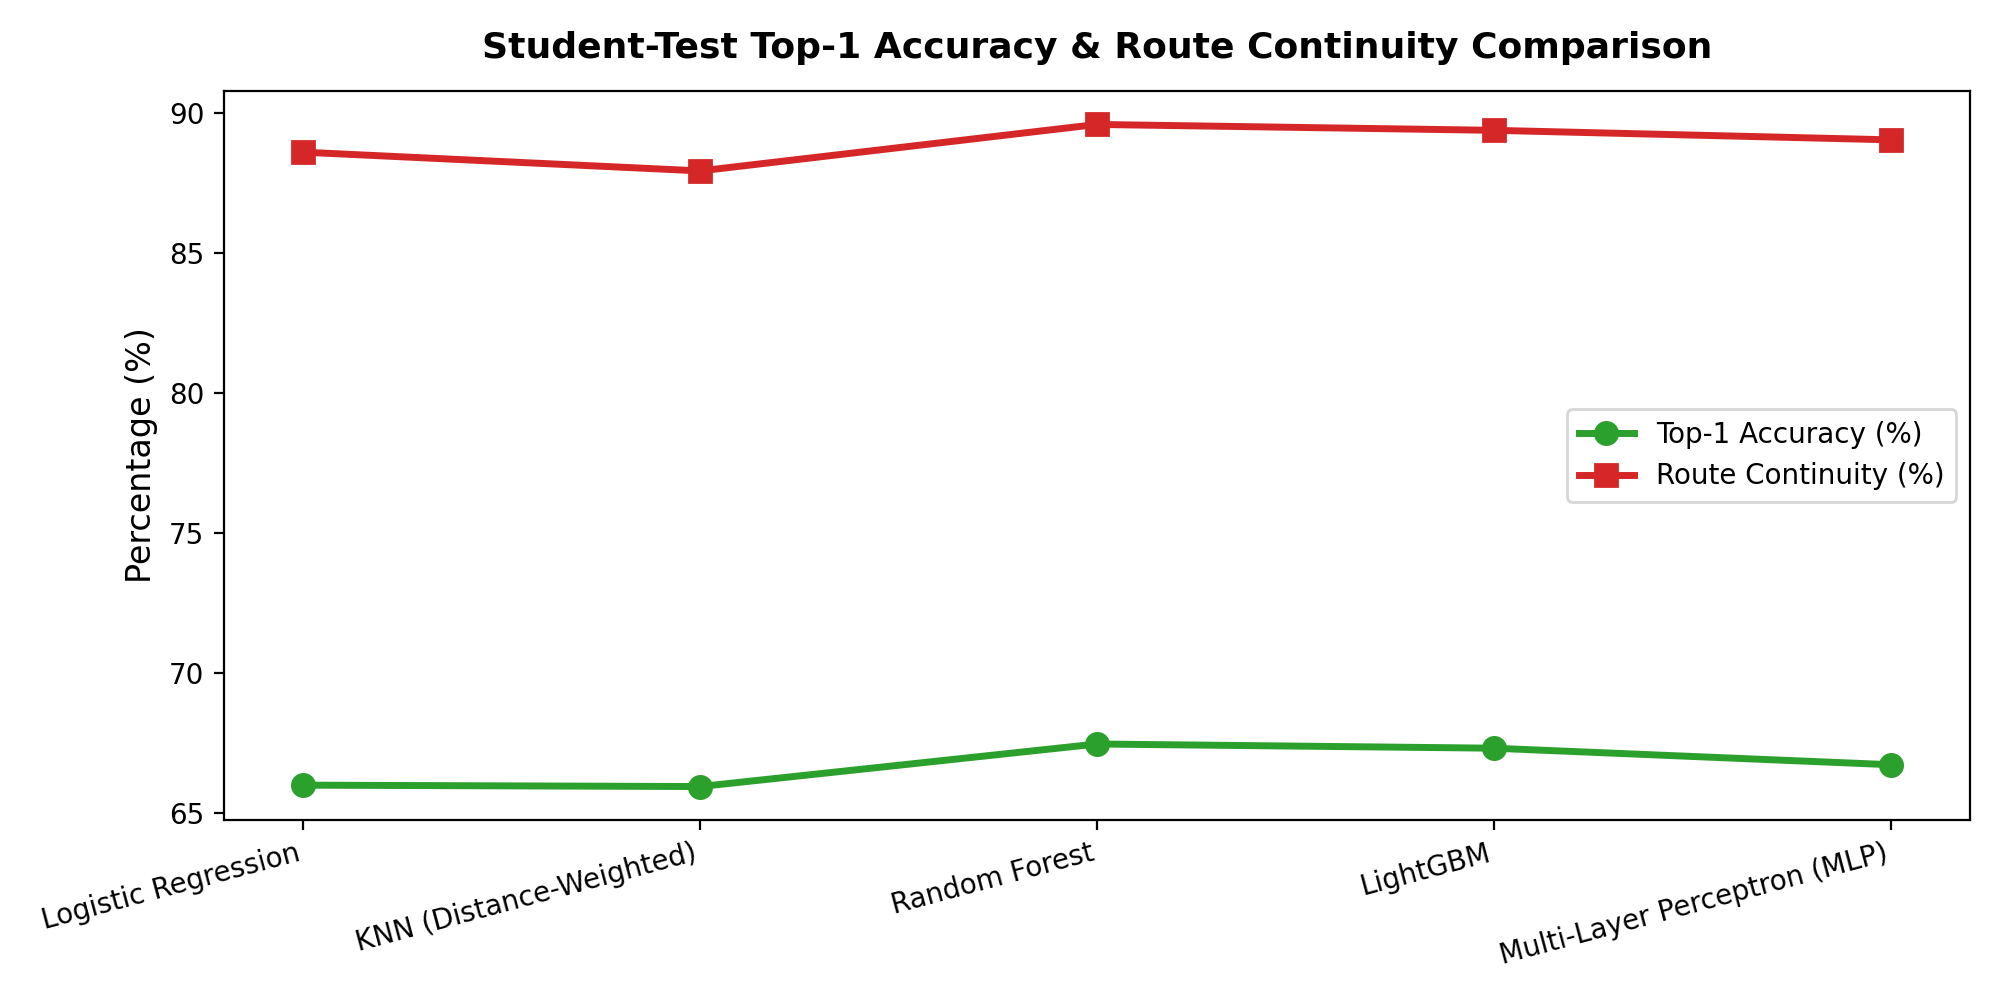 Student-Test Top-1 Accuracy & Route Continuity Comparison
Percentage (%)
90
85
80
75
70
65
Top-1 Accuracy (%)
Route Continuity (%)
Logistic Regression
KNN (Distance-Weighted)
Random Forest
LightGBM
Multi-Layer Perceptron (MLP)